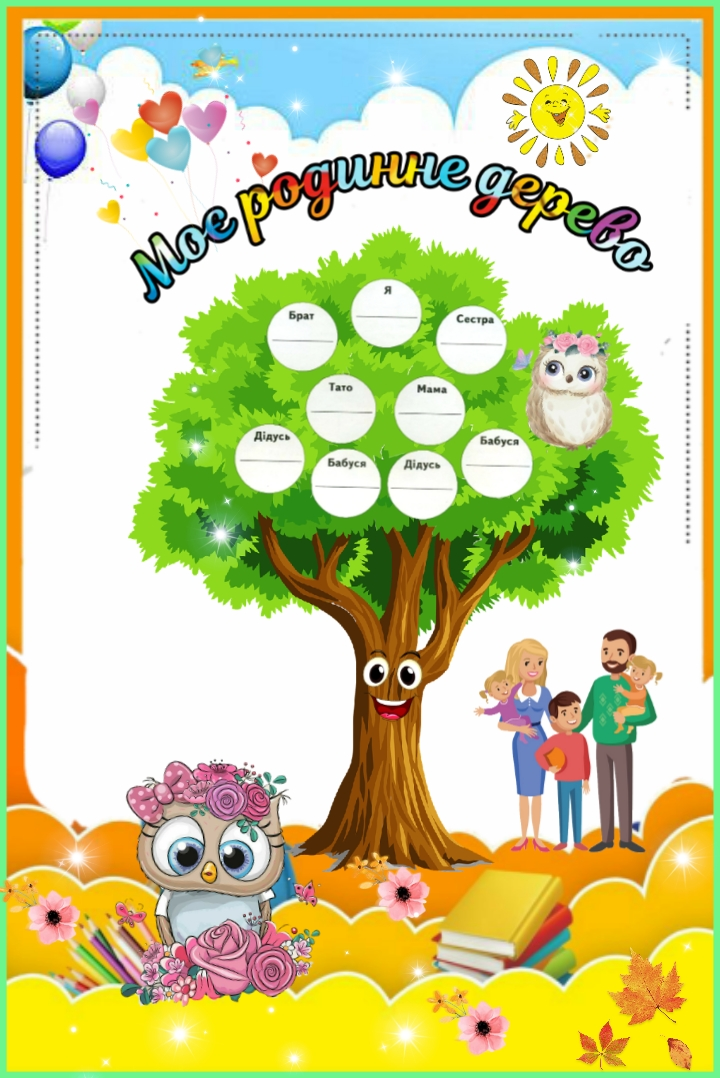 Моє родинне дерево
Я
Брат
Сестра
Тато
Мама
Дідусь
Бабуся
Дідусь
Бабуся